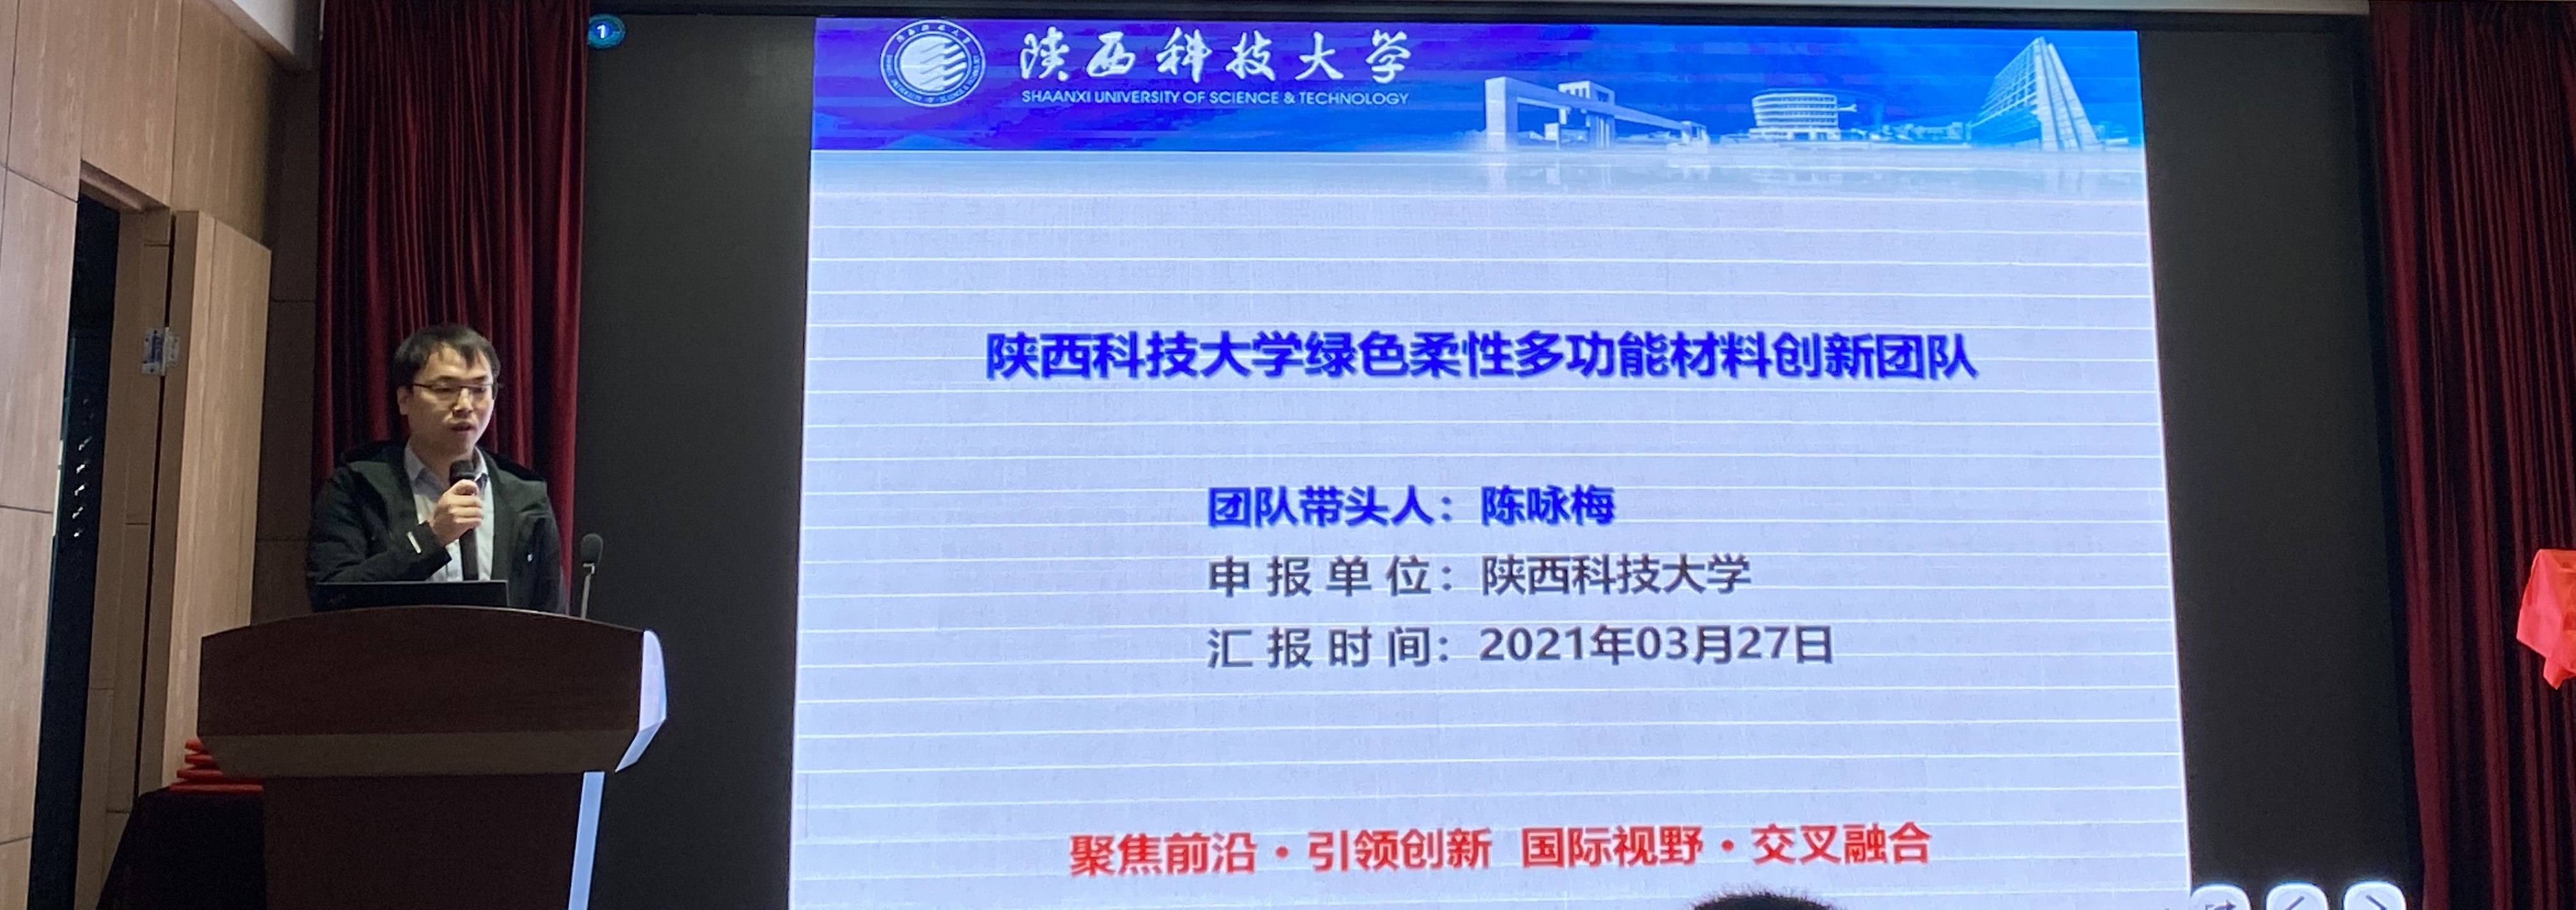 1
陕西科技大学
SHAANXI UNIVERSITY OF SCIENCE & TECHNOLOGY
陕西科技大学绿色柔性多功能材料创新团队
团队带头人：陈咏梅
申 报 单 位：陕西科技大学
汇 报 时 间：2021年03月27日
聚焦前沿·引领创新 国际视野·交叉融合